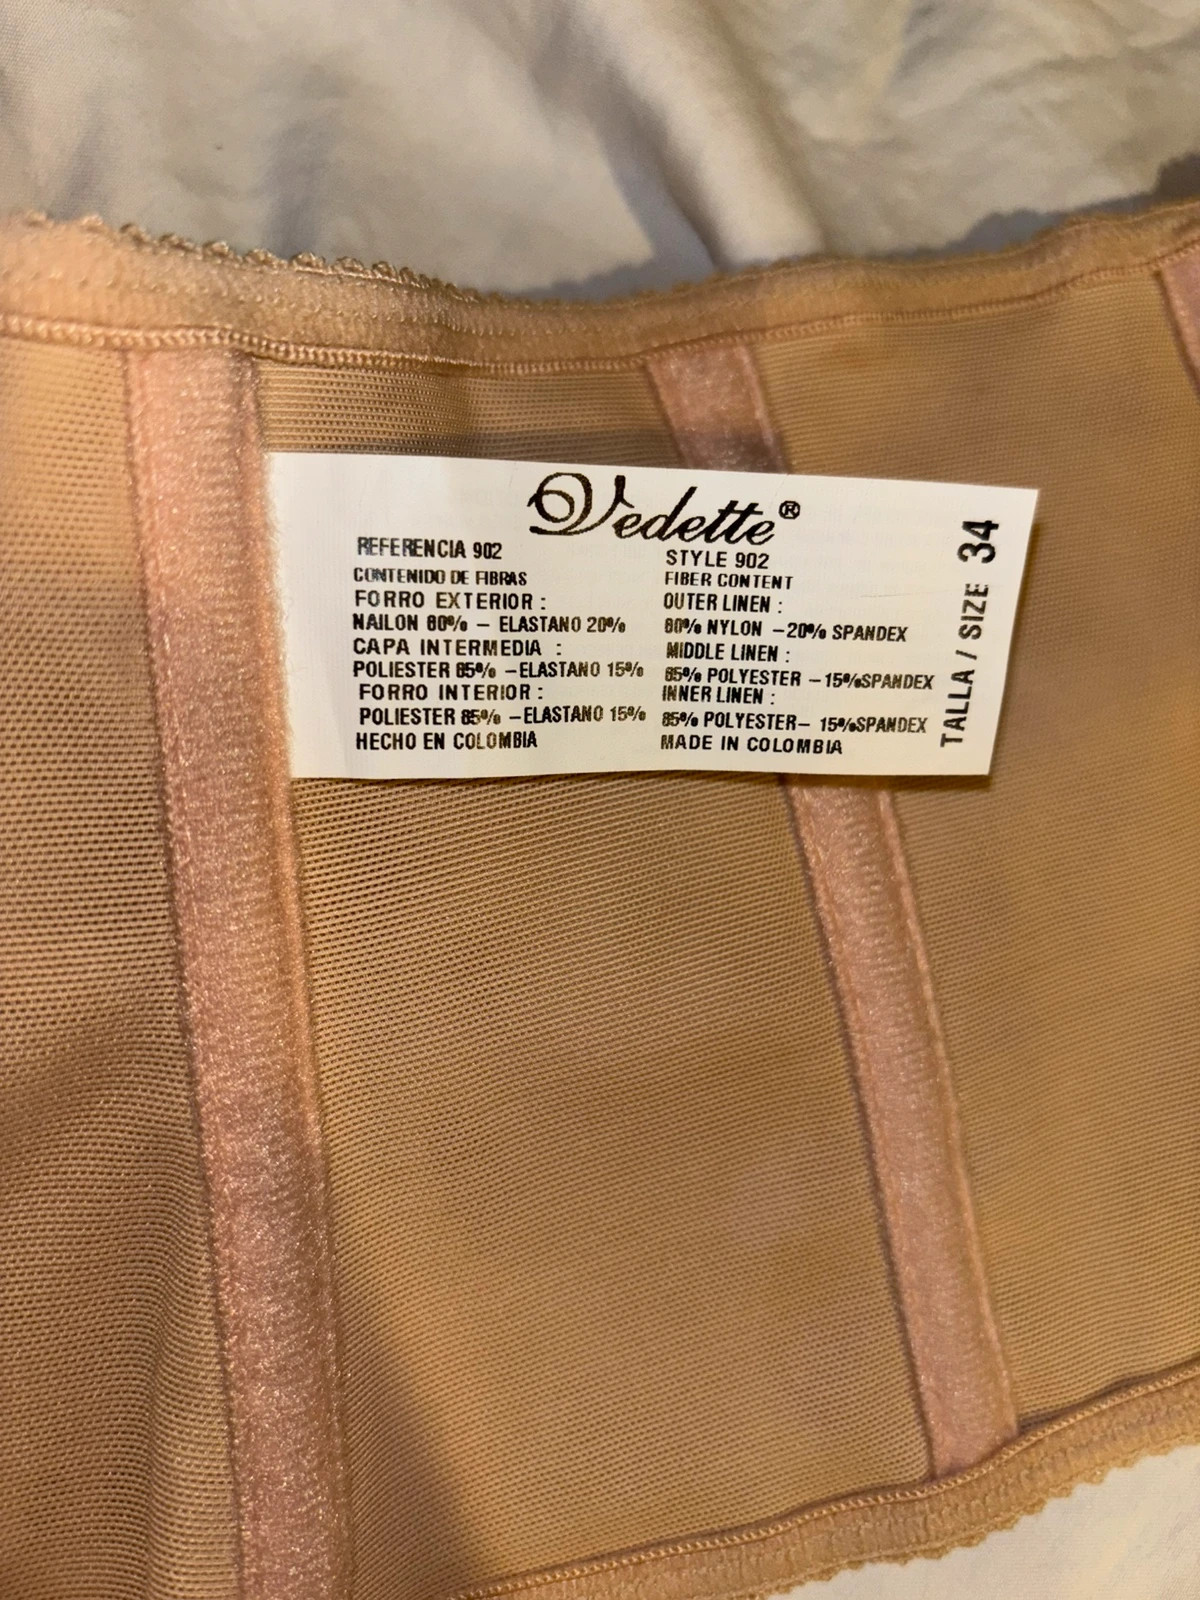 Vedette®
REFERENCIA 902
CONTENIDO DE FIBRAS
FORRO EXTERIOR :
NAILON 80% – ELASTANO 20%
CAPA INTERMEDIA :
POLIESTER 85% – ELASTANO 15%
FORRO INTERIOR :
POLIESTER 85% – ELASTANO 15%
HECHO EN COLOMBIA
STYLE 902
FIBER CONTENT
OUTER LINEN :
80% NYLON – 20% SPANDEX
MIDDLE LINEN :
85% POLYESTER – 15%SPANDEX
INNER LINEN :
85% POLYESTER– 15%SPANDEX
MADE IN COLOMBIA
TALLA / SIZE 34